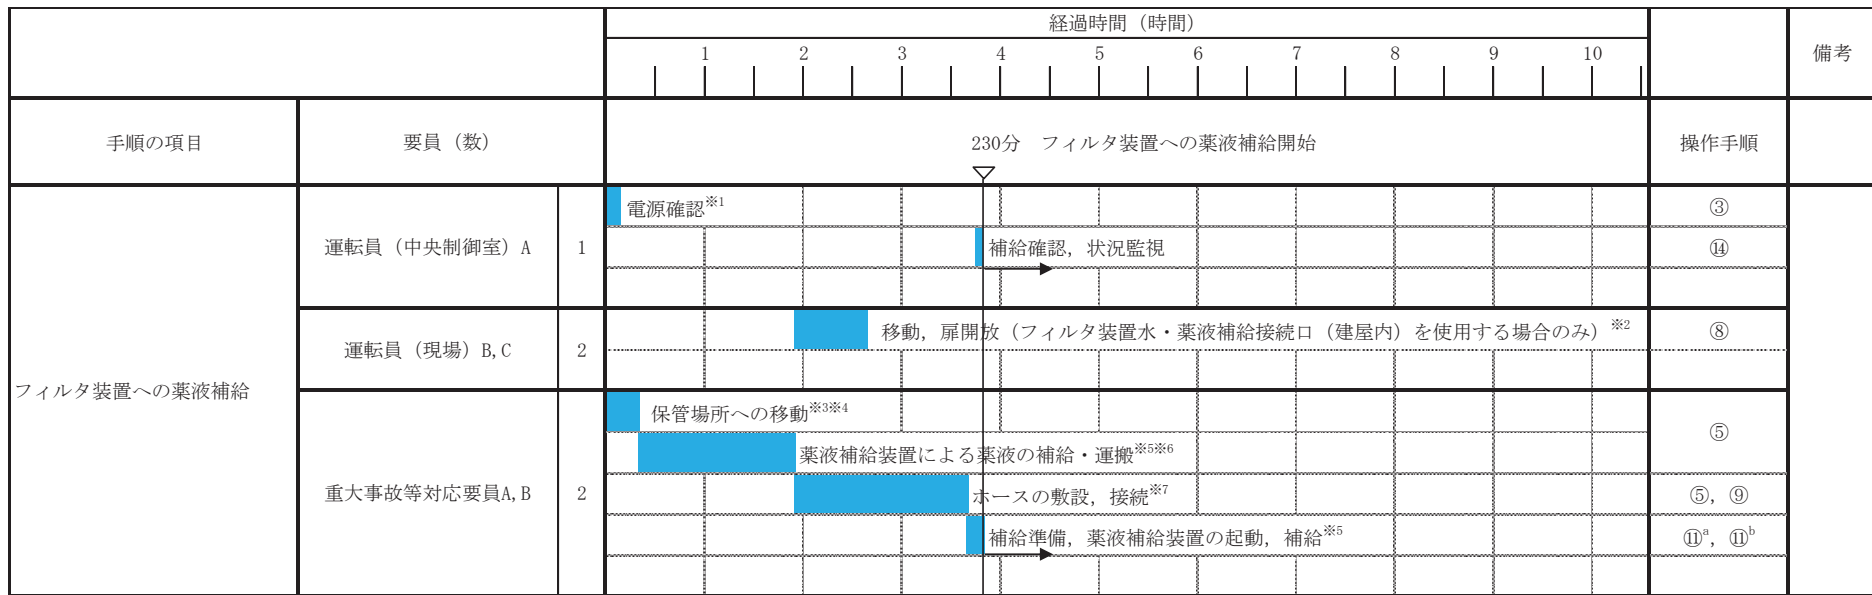 経過時間（時間）
備考
1 2 3 4 5 6 7 8 9 10
手順の項目
要員（数）
230分　フィルタ装置への薬液補給開始
操作手順
フィルタ装置への薬液補給
運転員（中央制御室）A
1
電源確認※1
③
補給確認，状況監視
⑭
運転員（現場）B,C
2
移動，扉開放（フィルタ装置水・薬液補給接続口（建屋内）を使用する場合のみ）※2
⑧
重大事故等対応要員A,B
2
保管場所への移動※3※4
⑤
薬液補給装置による薬液の補給・運搬※5※6
ホースの敷設，接続※7
⑤，⑨
補給準備，薬液補給装置の起動，補給※5
⑪a，⑪b